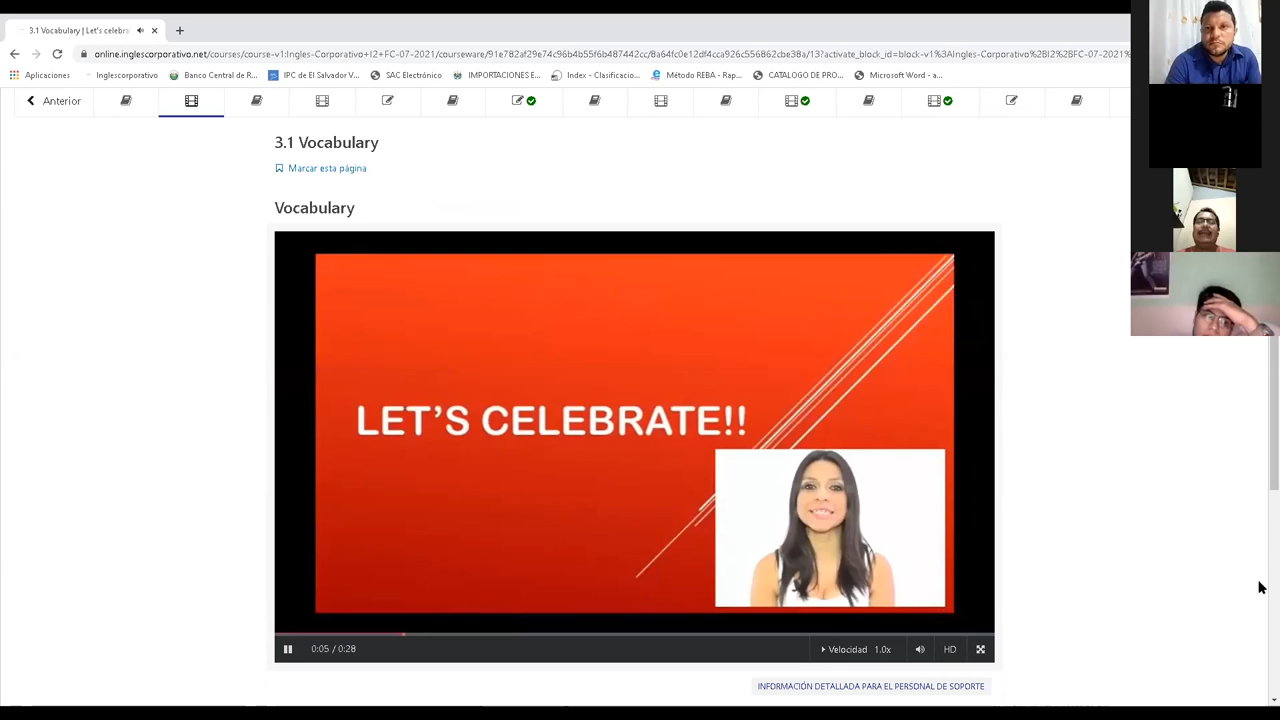 3.1 Vocabulary | Let's celebra
online.inglescorporativo.net/courses/course-v1:Ingles-Corporativo+I2+FC-07-2021/courseware/91e782af29e74c96b4b55f6b487442cc/8a64fc0e12df4cca926c556862cbe38a/13?activate_block_id=block-v1%3AIngles-Corporativo%2BI2%2BFC-07-2021%
Aplicaciones Inglescorporativo Banco Central de R... IPC de El Salvador V... SAC Electrónico IMPORTACIONES E... Index - Clasificacio... Método REBA - Rap... CATALOGO DE PRO... Microsoft Word - a...
Anterior
3.1 Vocabulary
Marcar esta página
Vocabulary
LET'S CELEBRATE!!
0:05 / 0:28 Velocidad 1.0x HD
INFORMACIÓN DETALLADA PARA EL PERSONAL DE SOPORTE